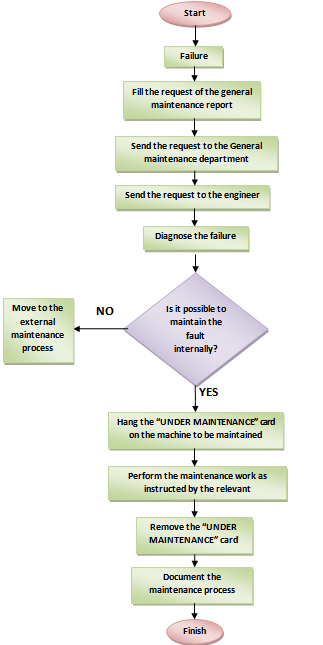 Start
Failure
Fill the request of the general
maintenance report
Send the request to the General
maintenance department
Send the request to the engineer
Diagnose the failure
Is it possible to
maintain the
fault
internally?
NO
Move to the
external
maintenance
process
YES
Hang the “UNDER MAINTENANCE” card
on the machine to be maintained
Perform the maintenance work as
instructed by the relevant
Remove the “UNDER
MAINTENANCE” card
Document the
maintenance process
Finish